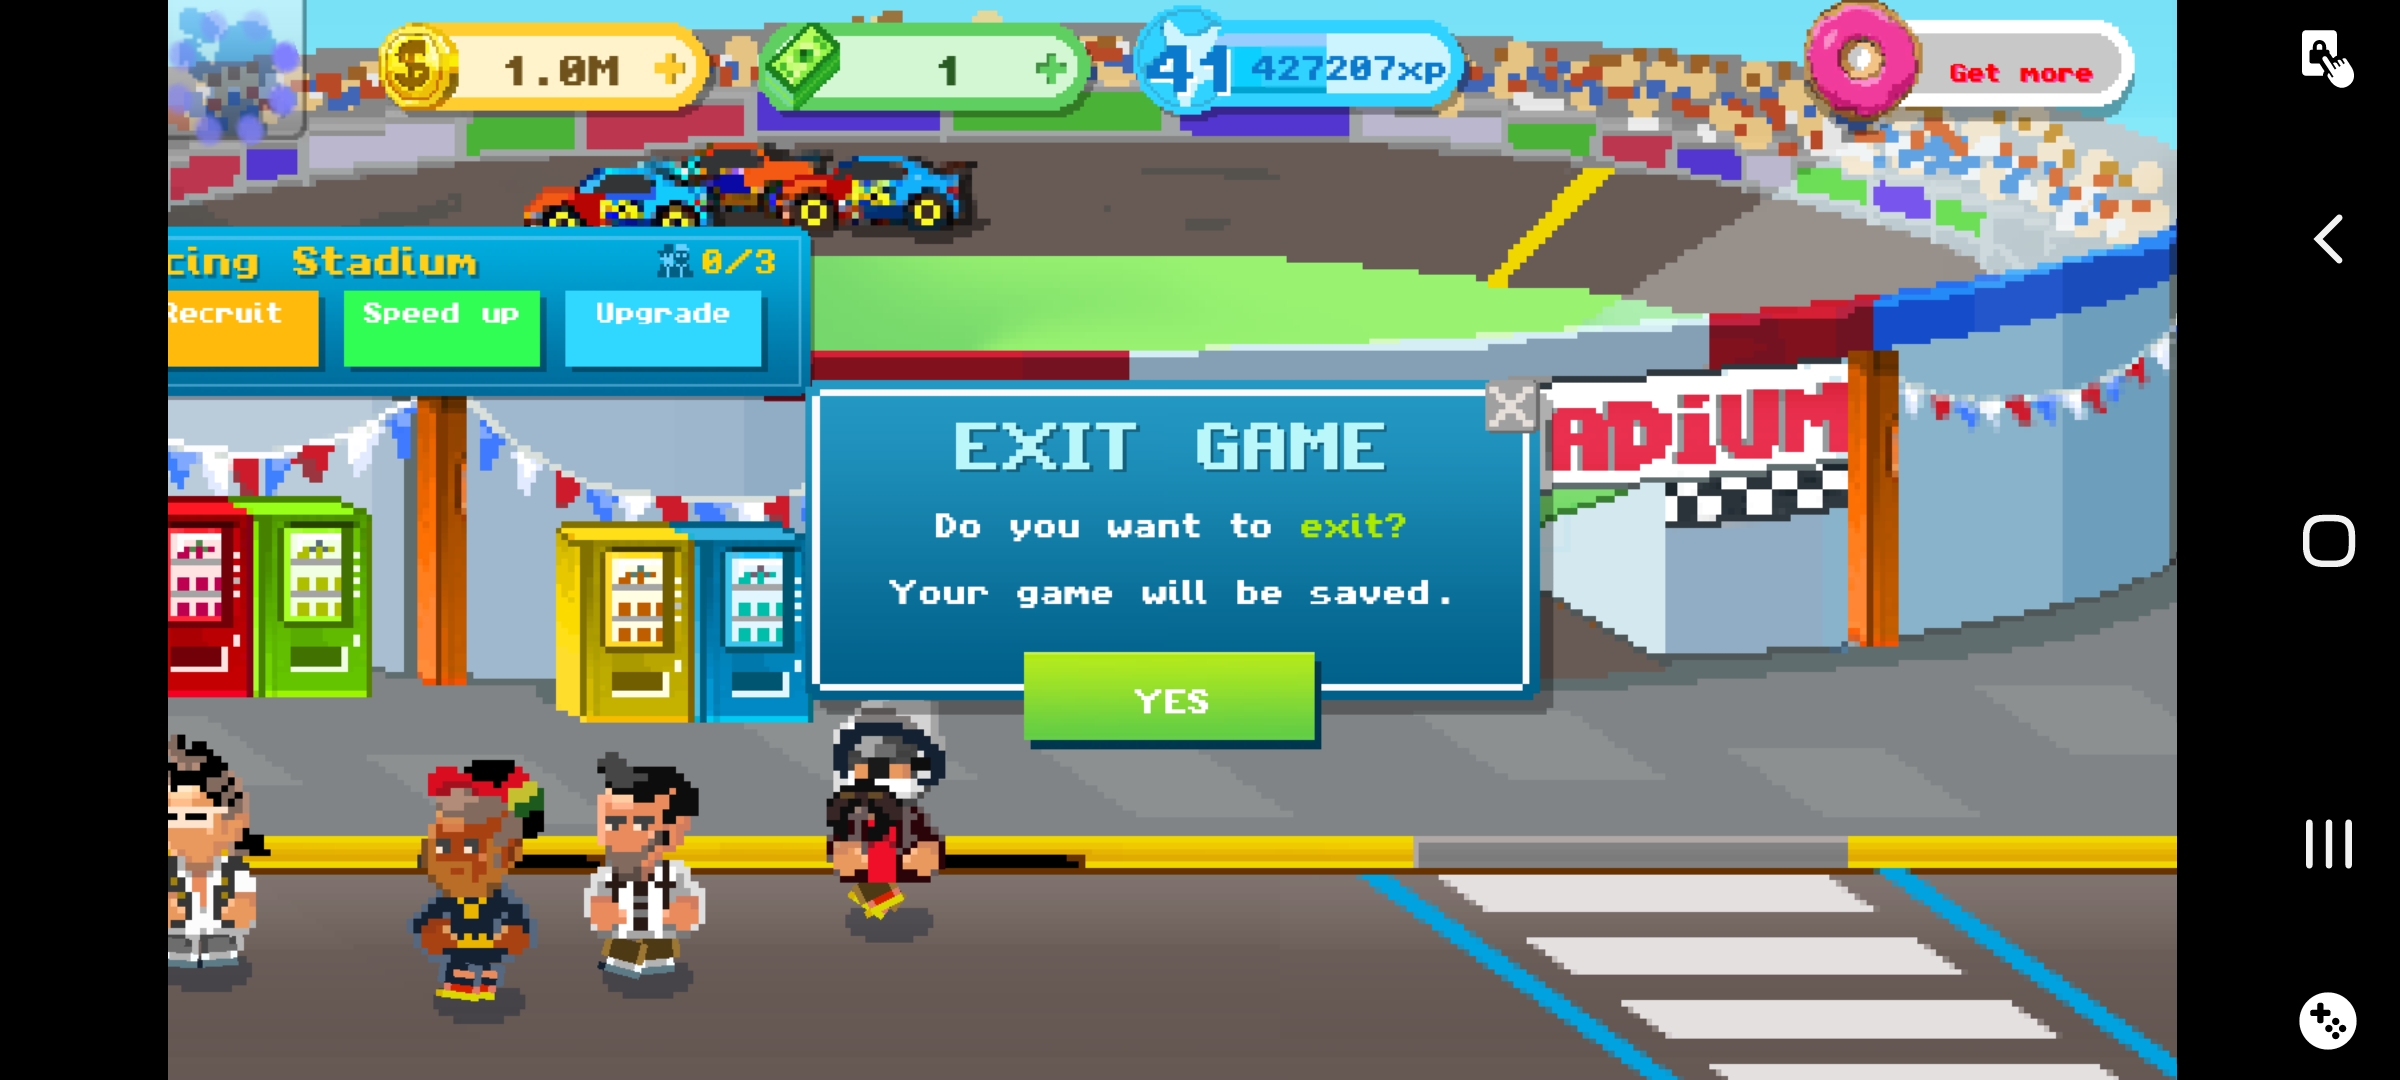 1.0M +
1 +
41 427207xp
Get more
cing Stadium 0/3
Recruit
Speed up
Upgrade
ADiUM
EXIT GAME
Do you want to exit?
Your game will be saved.
YES